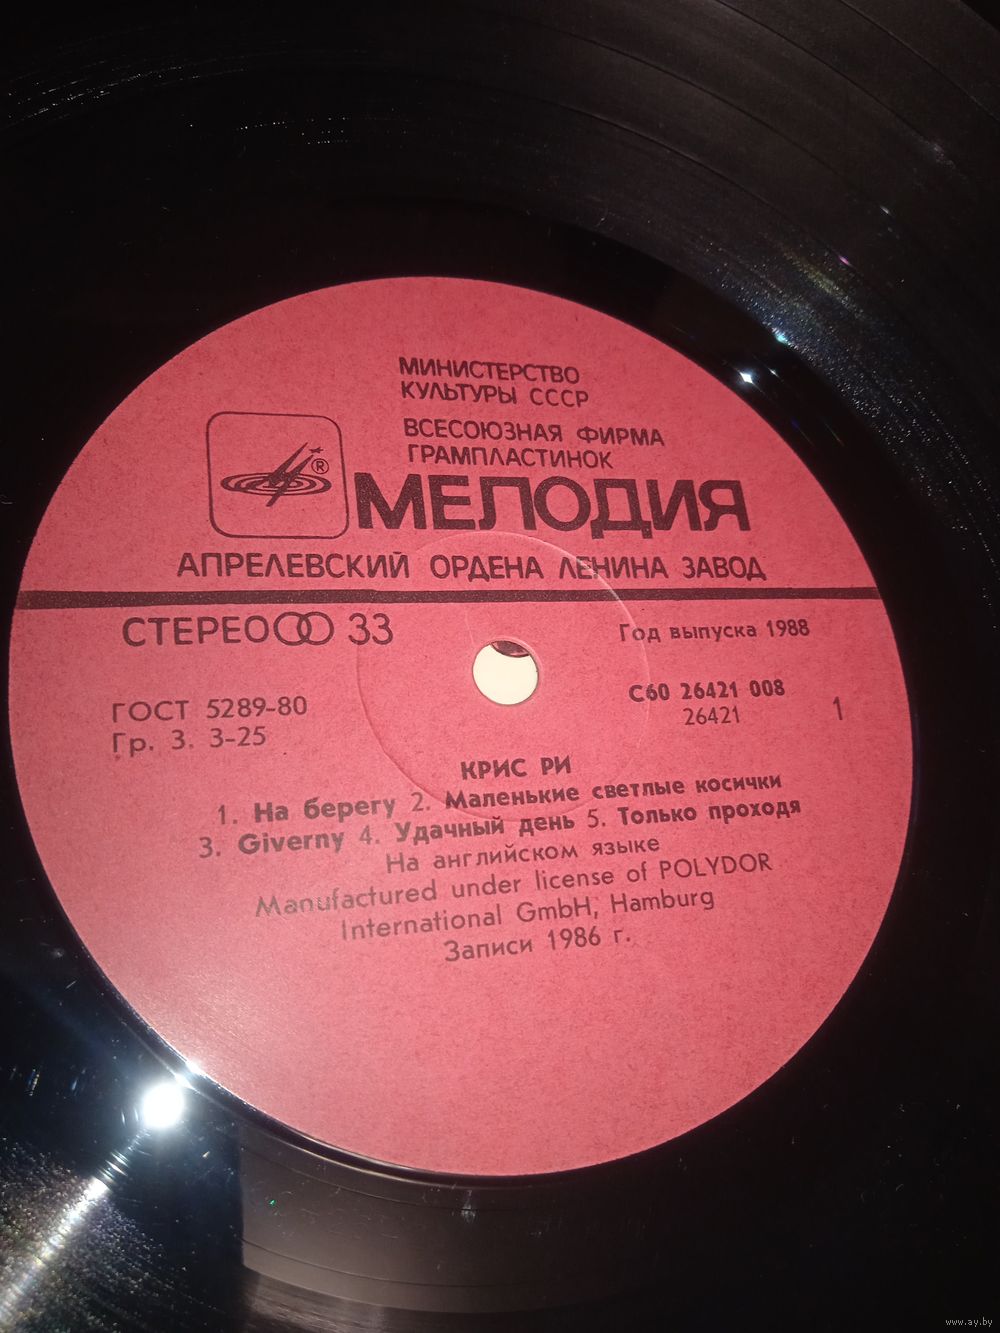 МИНИСТЕРСТВО
КУЛЬТУРЫ СССР
ВСЕСОЮЗНАЯ ФИРМА
ГРАМПЛАСТИНОК
®
МЕЛОДИЯ
АПРЕЛЕВСКИЙ ОРДЕНА ЛЕНИНА ЗАВОД
СТЕРЕО 33
Год выпуска 1988
ГОСТ 5289-80
Гр. 3. 3-25
С60 26421 008
26421
1
КРИС РИ
1. На берегу 2. Маленькие светлые косички
3. Giverny 4. Удачный день 5. Только проходя
На английском языке
Manufactured under license of POLYDOR
International GmbH, Hamburg
Записи 1986 г.
www.ay.by